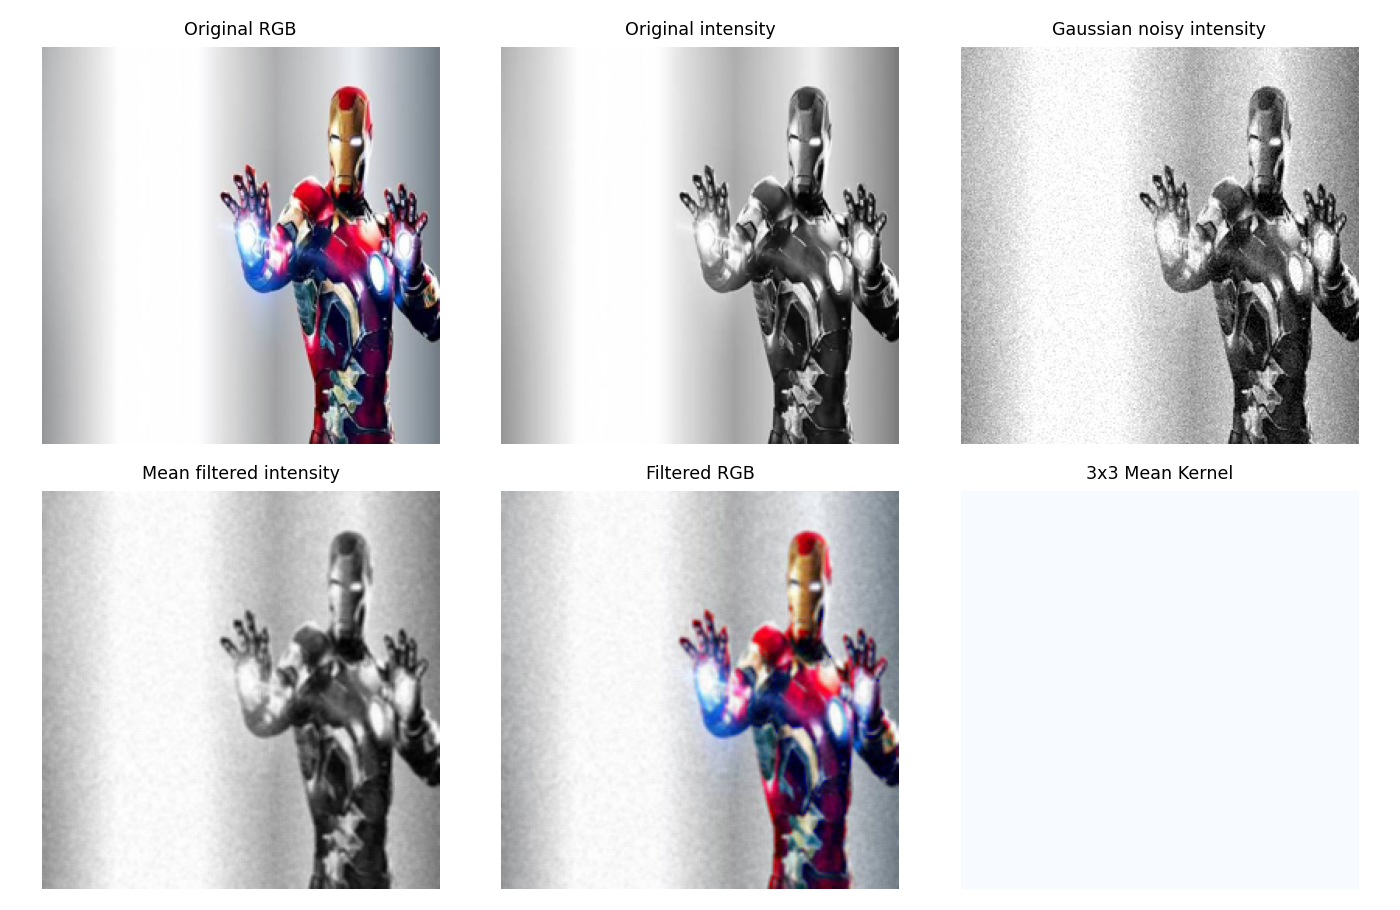 Original RGB
Original intensity
Gaussian noisy intensity
Mean filtered intensity
Filtered RGB
3x3 Mean Kernel